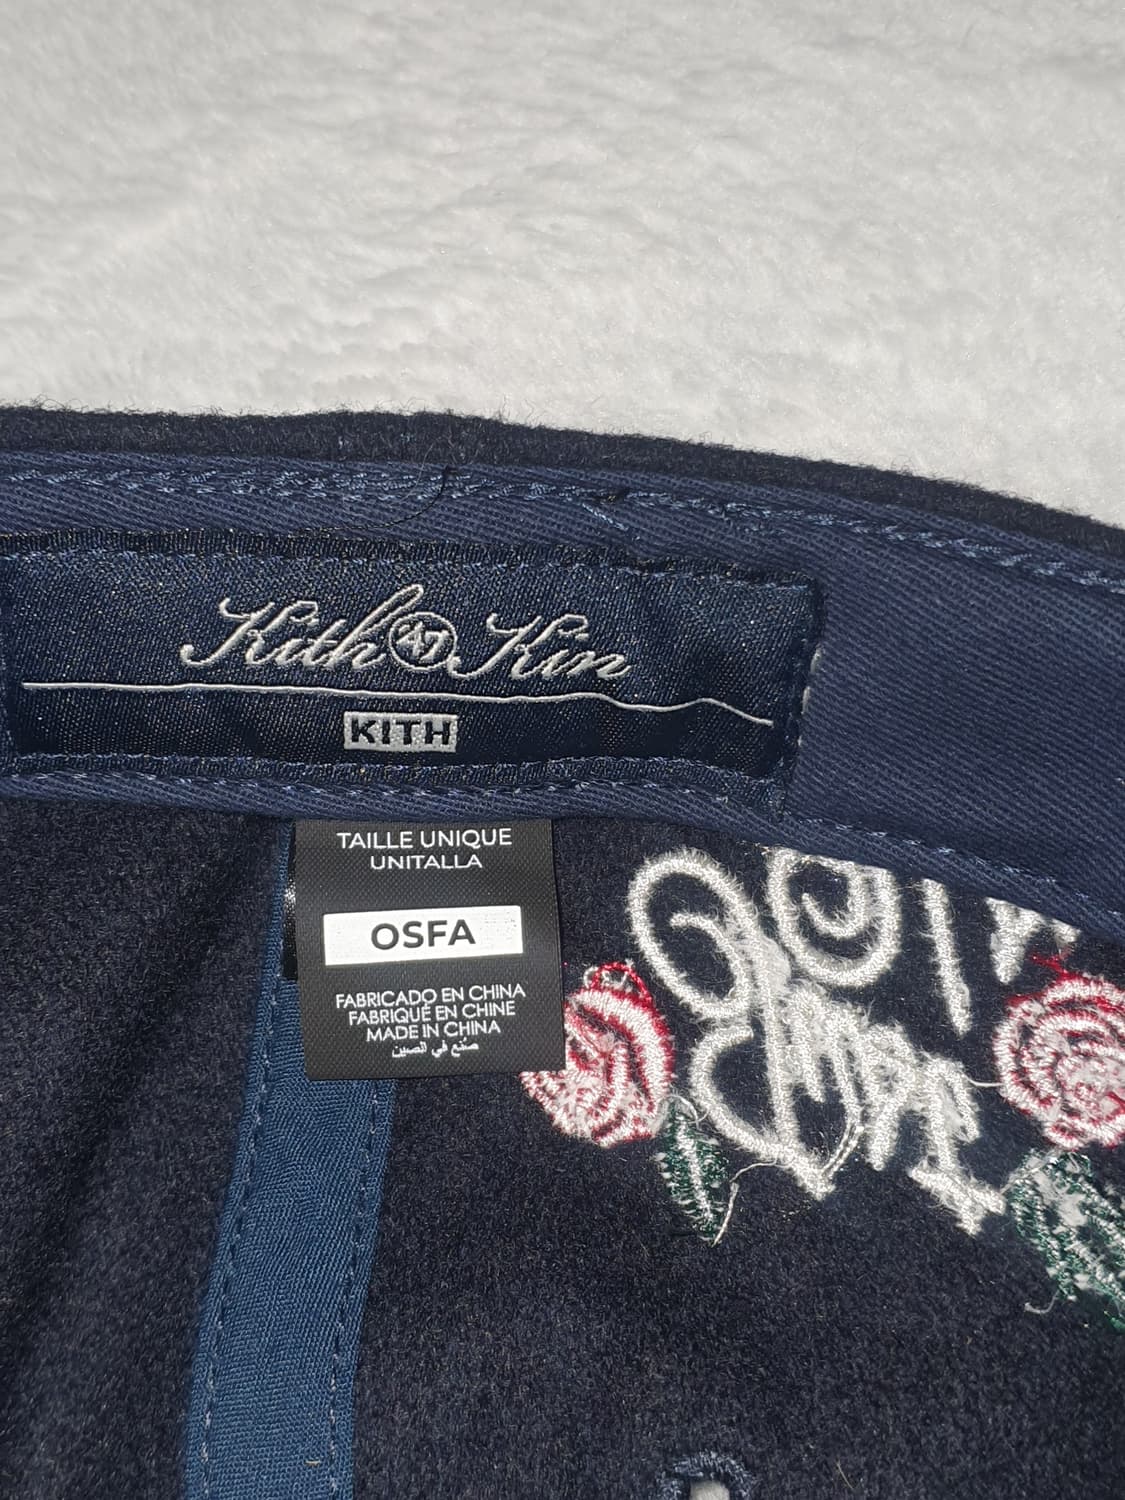 Kith 47 Kin
KITH
TAILLE UNIQUE
UNITALLA
OSFA
FABRICADO EN CHINA
FABRIQUÉ EN CHINE
MADE IN CHINA
صنع في الصين